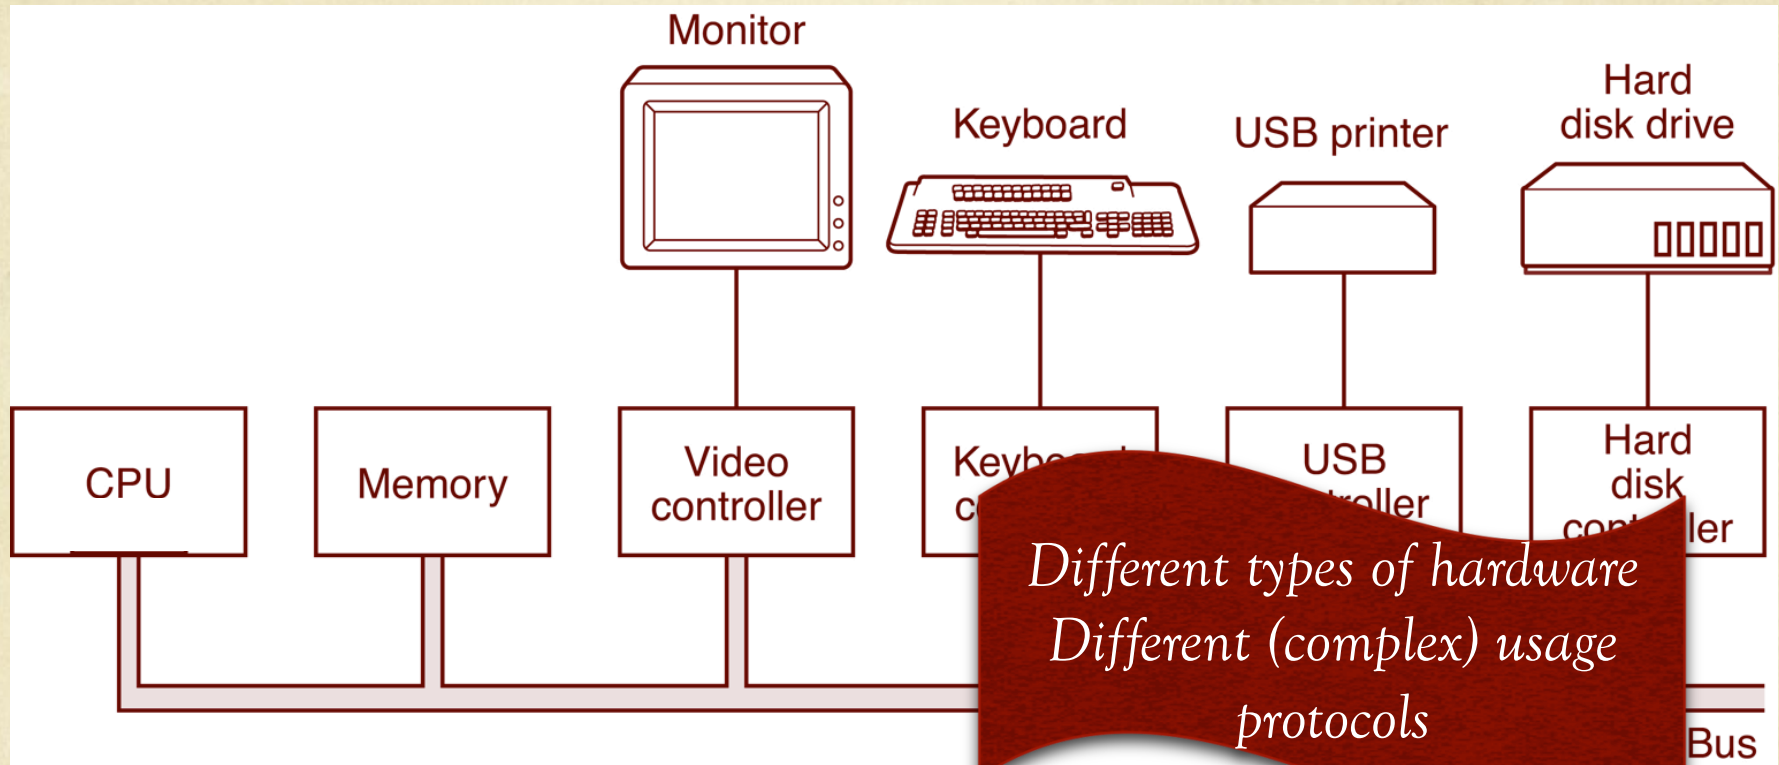 Monitor
Keyboard
USB printer
Hard
disk drive
CPU
Memory
Video
controller
USB
Hard
disk
Different types of hardware
Different (complex) usage
protocols
Bus